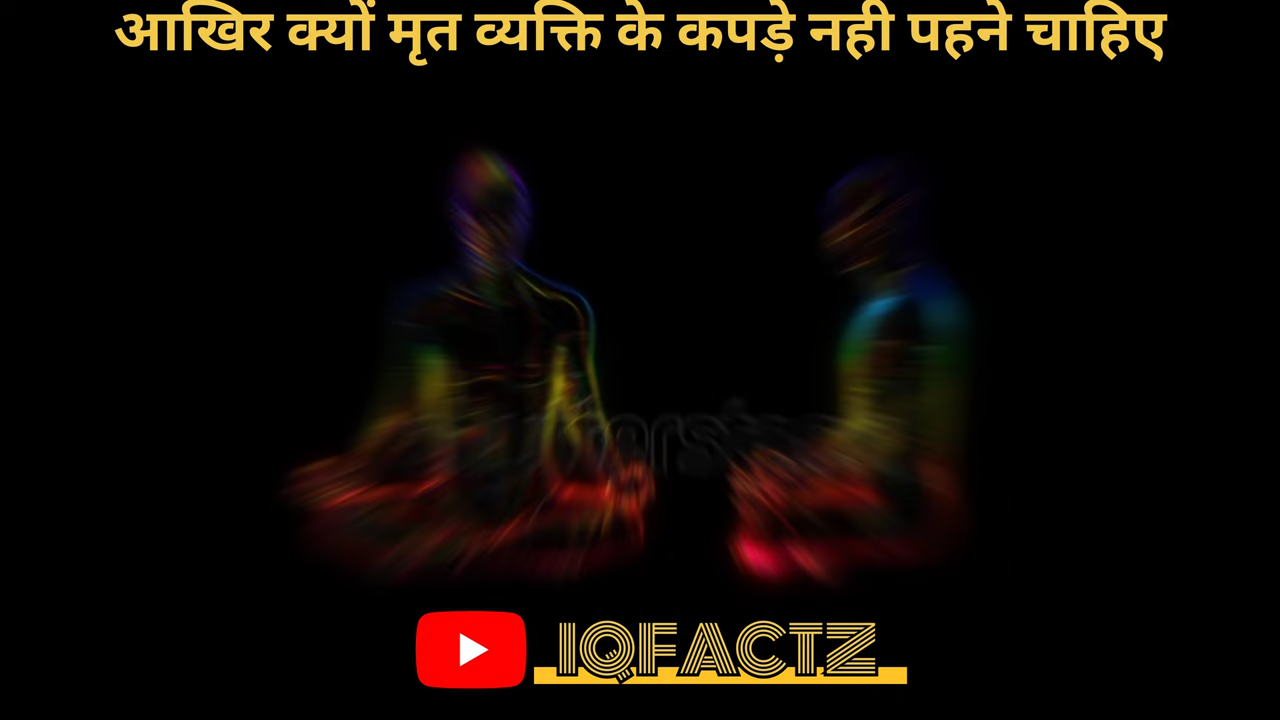 आखिर क्यों मृत व्यक्ति के कपड़े नही पहने चाहिए
IQFACTZ